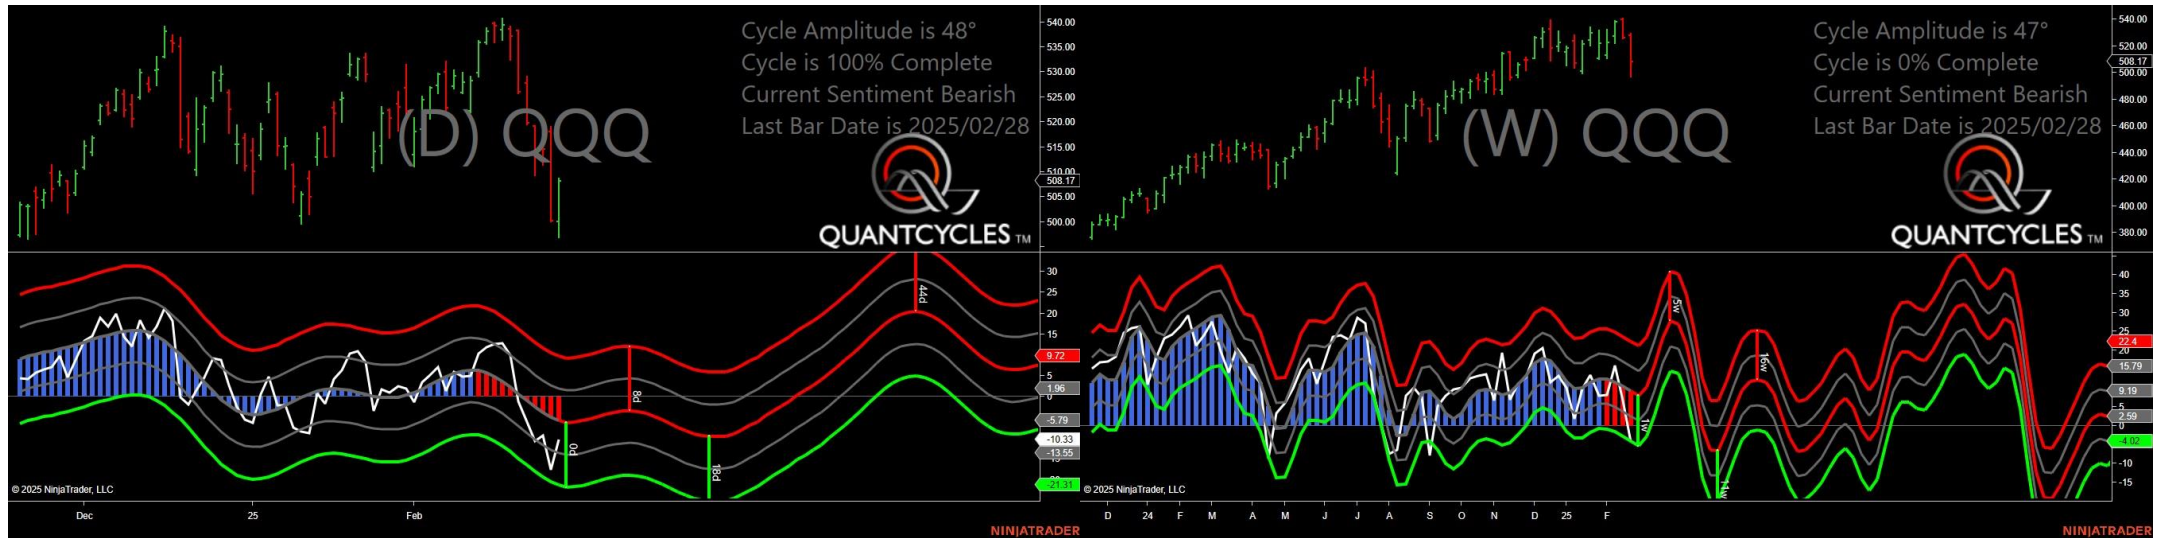 Cycle Amplitude is 48°
Cycle is 100% Complete
Current Sentiment Bearish
Last Bar Date is 2025/02/28
(D) QQQ
QUANTCYCLES TM
540.00
535.00
530.00
525.00
520.00
515.00
510.00
508.17
505.00
500.00
44d
8d
0d
18d
30
25
20
15
9.72
5
1.96
0
-5.79
-10.33
-13.55
-21.31
© 2025 NinjaTrader, LLC
Dec 25 Feb
NINJATRADER
Cycle Amplitude is 47°
Cycle is 0% Complete
Current Sentiment Bearish
Last Bar Date is 2025/02/28
(W) QQQ
QUANTCYCLES TM
540.00
520.00
508.17
500.00
480.00
460.00
440.00
420.00
400.00
380.00
5w
16w
1w
11w
40
35
30
25
22.4
20
15.79
9.19
5
2.59
0
-4.02
-10
-15
© 2025 NinjaTrader, LLC
D 24 F M A M J J A S O N D 25 F
NINJATRADER